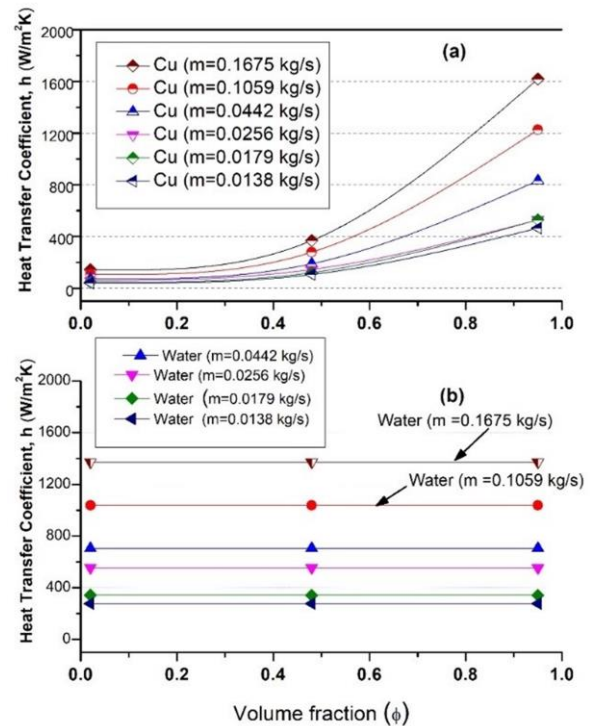 2000
1600
1200
800
400
0
Heat Transfer Coefficient, h (W/m²K)
(a)
Cu (m=0.1675 kg/s)
Cu (m=0.1059 kg/s)
Cu (m=0.0442 kg/s)
Cu (m=0.0256 kg/s)
Cu (m=0.0179 kg/s)
Cu (m=0.0138 kg/s)
0.0 0.2 0.4 0.6 0.8 1.0
Water (m=0.0442 kg/s)
Water (m=0.0256 kg/s)
Water (m=0.0179 kg/s)
Water (m=0.0138 kg/s)
(b)
Water (m =0.1675 kg/s)
Water (m =0.1059 kg/s)
2000
1600
1200
800
400
0
Heat Transfer Coefficient, h (W/m²K)
0.0 0.2 0.4 0.6 0.8 1.0
Volume fraction (ϕ)